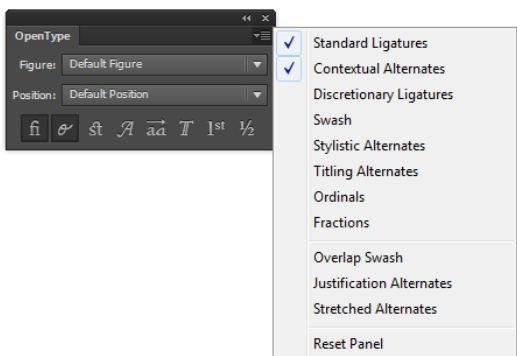 OpenType
Figure: Default Figure
Position: Default Position
fi st A aa T 1st ½
Standard Ligatures
Contextual Alternates
Discretionary Ligatures
Swash
Stylistic Alternates
Titling Alternates
Ordinals
Fractions
Overlap Swash
Justification Alternates
Stretched Alternates
Reset Panel